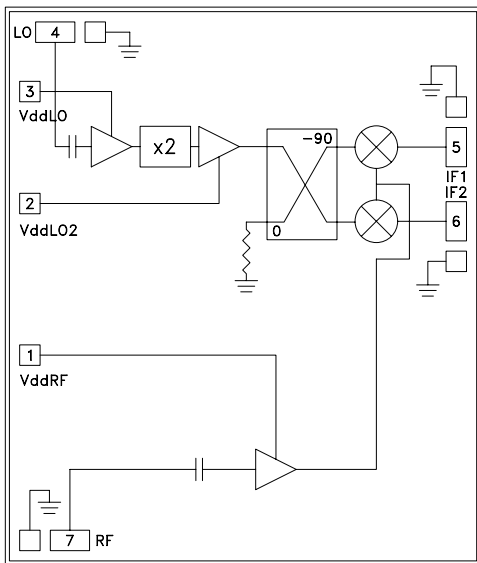 LO 4
3
VddLO
x2
-90
0
5
IF1
IF2
6
2
VddLO2
1
VddRF
7 RF